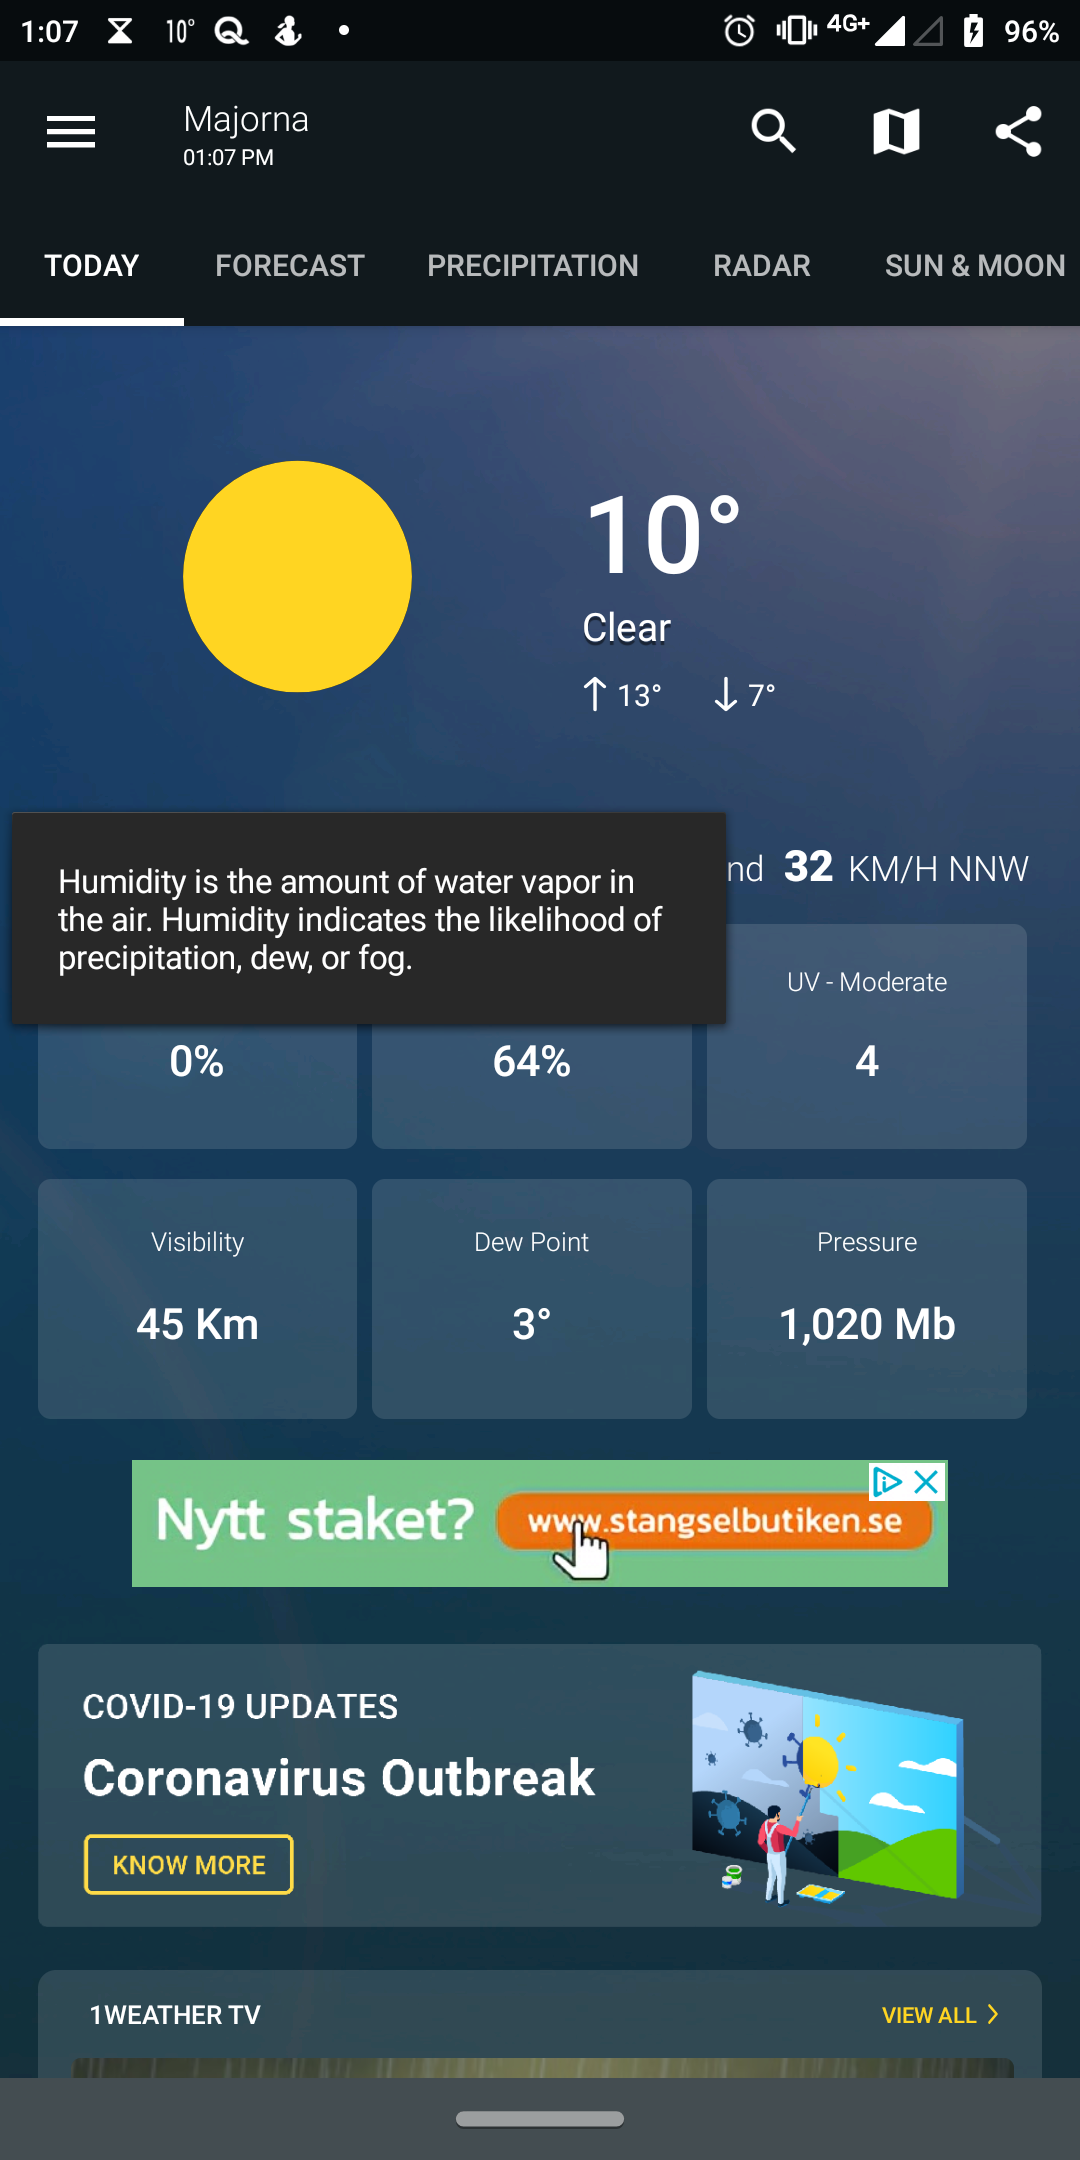 1:07 10° 4G+ 96%
Majorna
01:07 PM
TODAY FORECAST PRECIPITATION RADAR SUN & MOON
10°
Clear
↑ 13° ↓ 7°
nd 32 KM/H NNW
Humidity is the amount of water vapor in
the air. Humidity indicates the likelihood of
precipitation, dew, or fog.
UV - Moderate
0% 64% 4
Visibility Dew Point Pressure
45 Km 3° 1,020 Mb
Nytt staket? www.stangselbutiken.se
COVID-19 UPDATES
Coronavirus Outbreak
KNOW MORE
1WEATHER TV VIEW ALL >